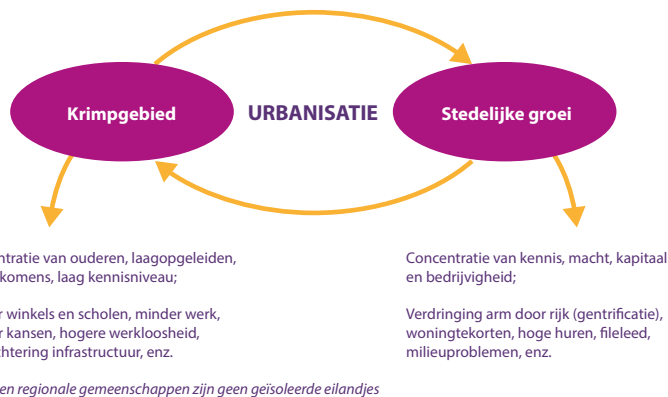 Krimpgebied
URBANISATIE
Stedelijke groei
ntratie van ouderen, laagopgeleiden,
komens, laag kennisniveau;
r winkels en scholen, minder werk,
r kansen, hogere werkloosheid,
chtering infrastructuur, enz.
Concentratie van kennis, macht, kapitaal
en bedrijvigheid;
Verdringing arm door rijk (gentrificatie),
woningtekorten, hoge huren, fileleed,
milieuproblemen, enz.
en regionale gemeenschappen zijn geen geïsoleerde eilandjes